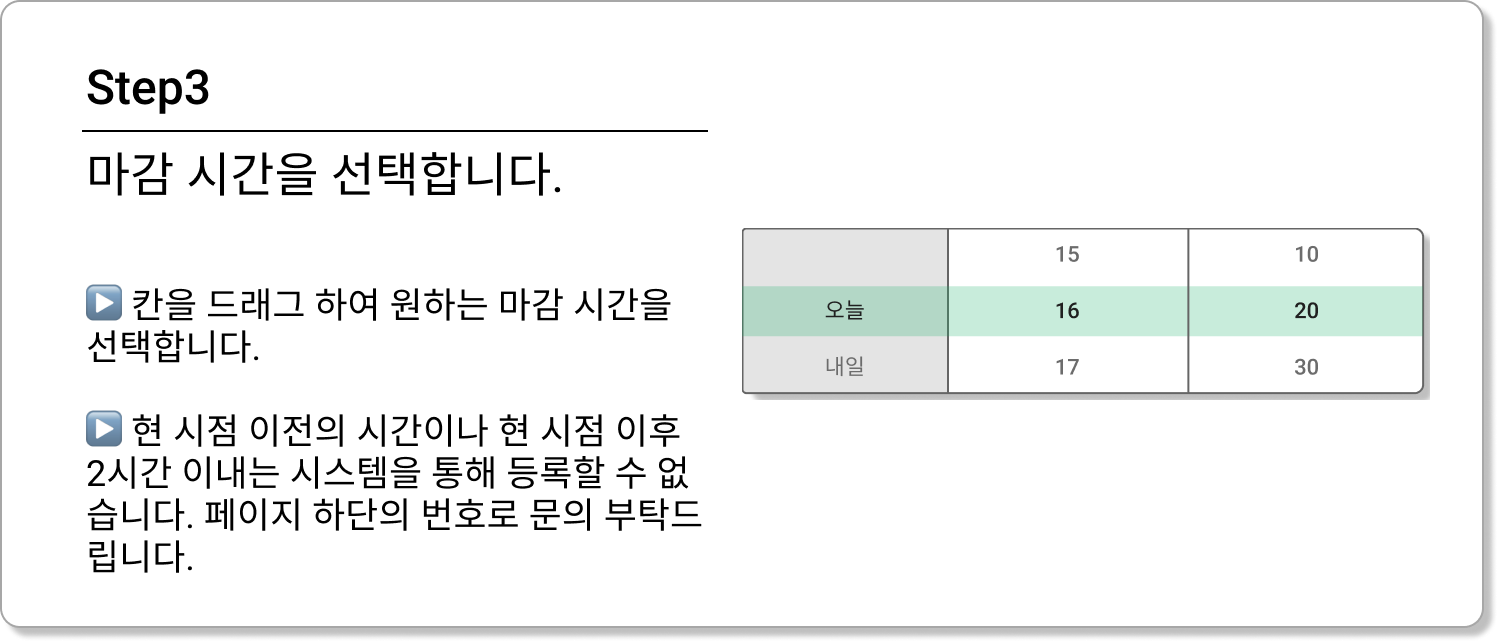 Step3
마감 시간을 선택합니다.
▶️ 칸을 드래그 하여 원하는 마감 시간을
선택합니다.
▶️ 현 시점 이전의 시간이나 현 시점 이후
2시간 이내는 시스템을 통해 등록할 수 없
습니다. 페이지 하단의 번호로 문의 부탁드
립니다.
15 10
오늘 16 20
내일 17 30